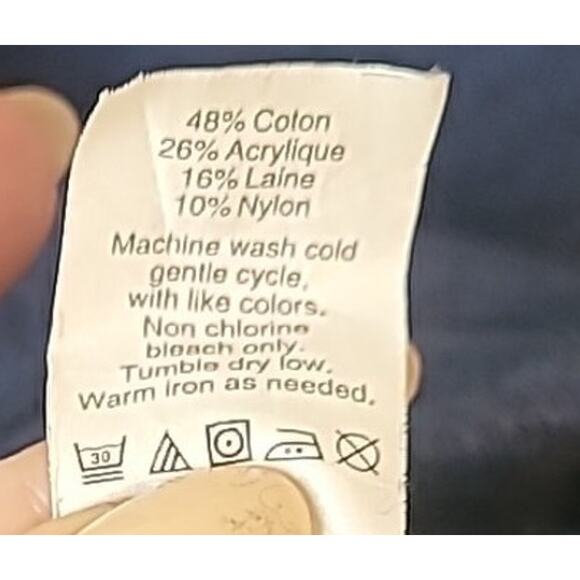 48% Coton
26% Acrylique
16% Laine
10% Nylon
Machine wash cold
gentle cycle,
with like colors.
Non chlorine
bleach only.
Tumble dry low.
Warm iron as needed.
30